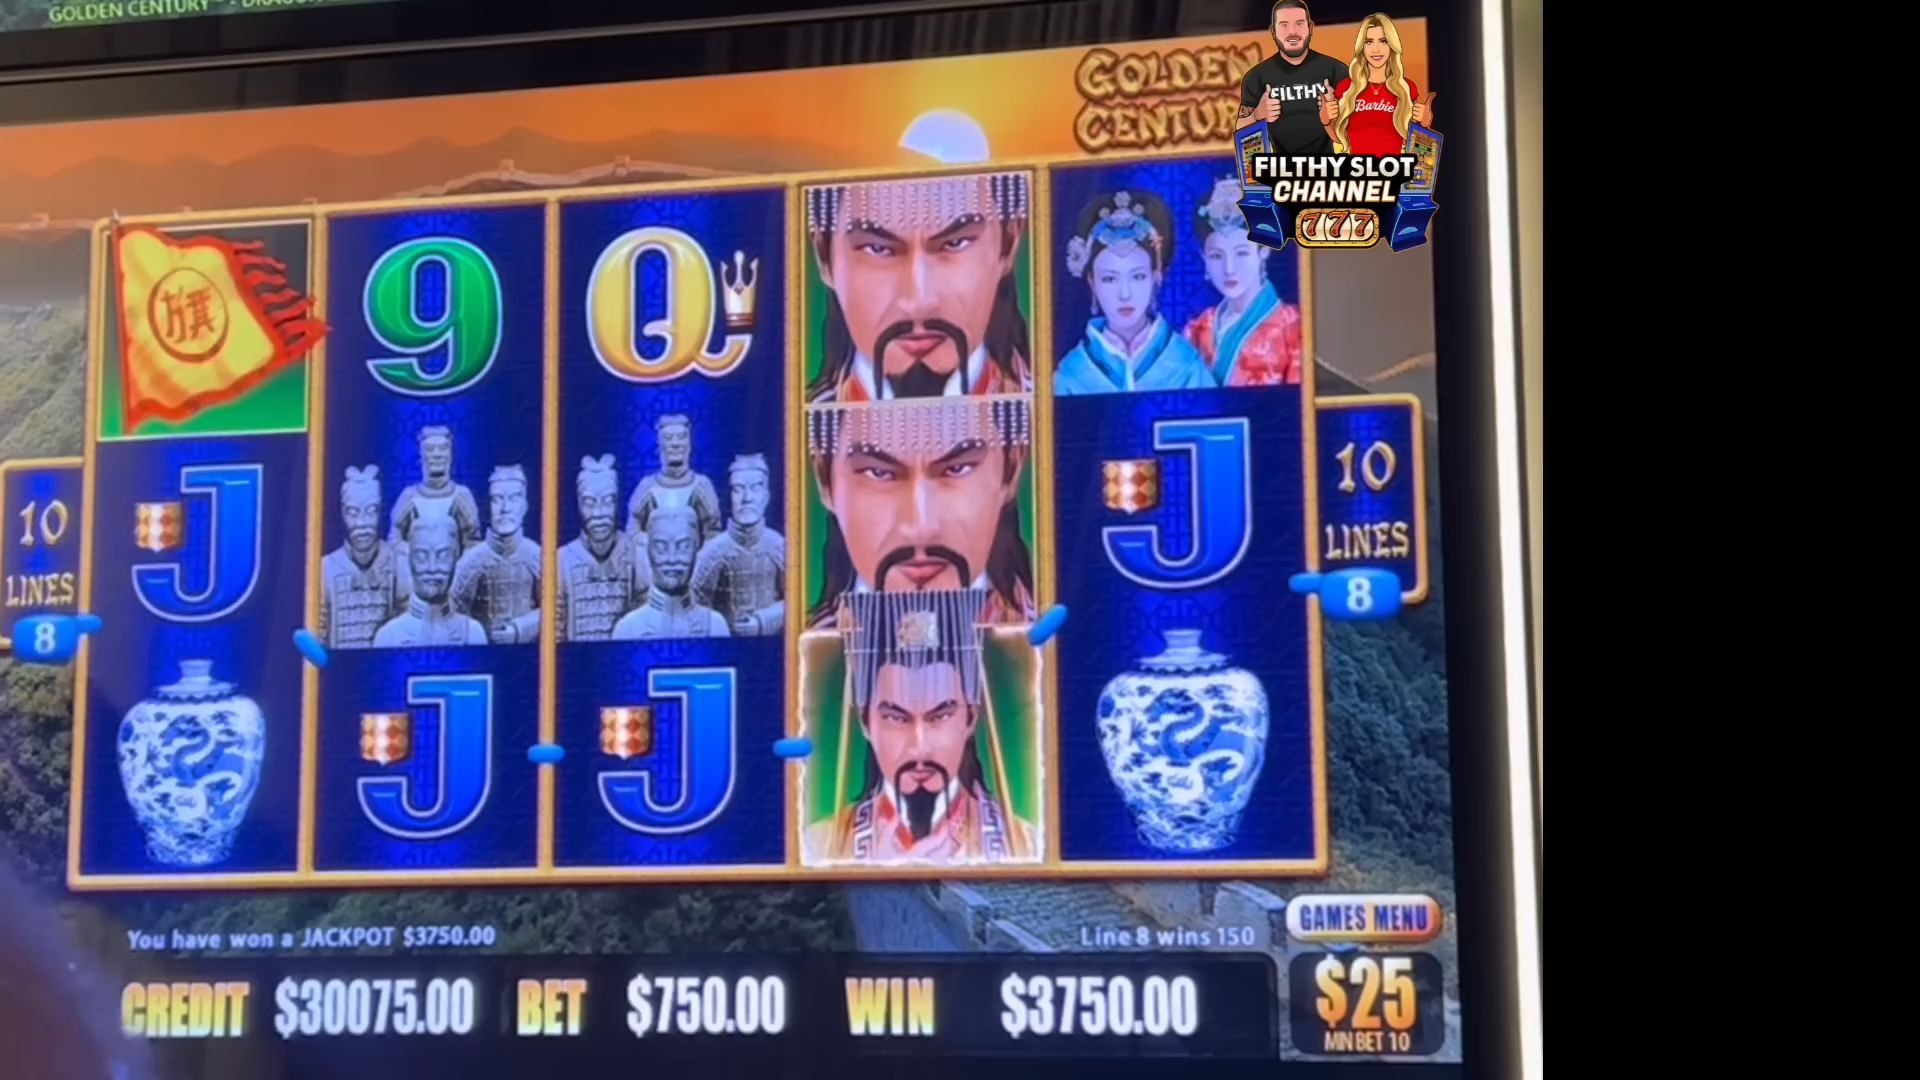 GOLDEN CENTURY
GOLDEN
CENTUR
FILTHY
Barbie
FILTHY SLOT
CHANNEL
777
旗
9
Q
10
LINES
8
J
J
10
LINES
8
J
J
You have won a JACKPOT $3750.00
Line 8 wins 150
GAMES MENU
CREDIT $30075.00 BET $750.00 WIN $3750.00
$25
MIN BET 10